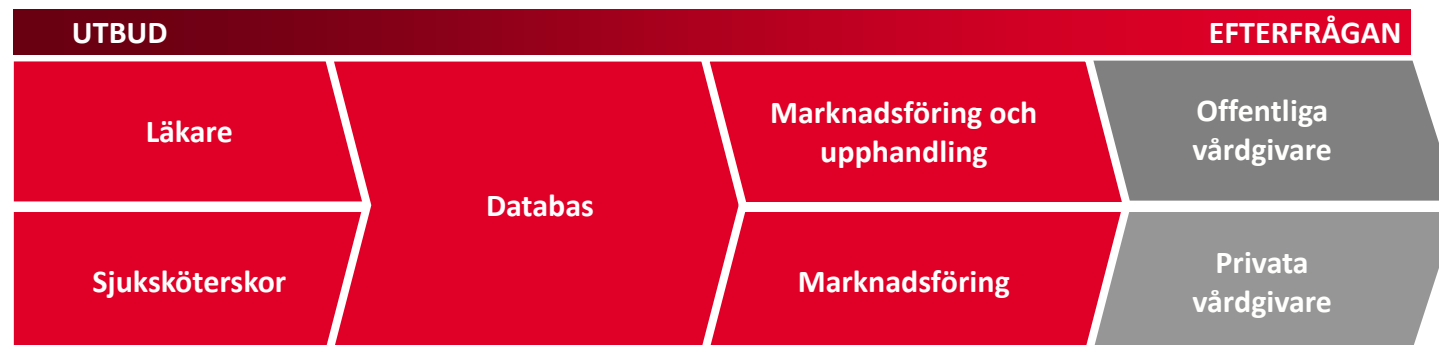 UTBUD
EFTERFRÅGAN
Läkare
Sjuksköterskor
Databas
Marknadsföring och
upphandling
Marknadsföring
Offentliga
vårdgivare
Privata
vårdgivare